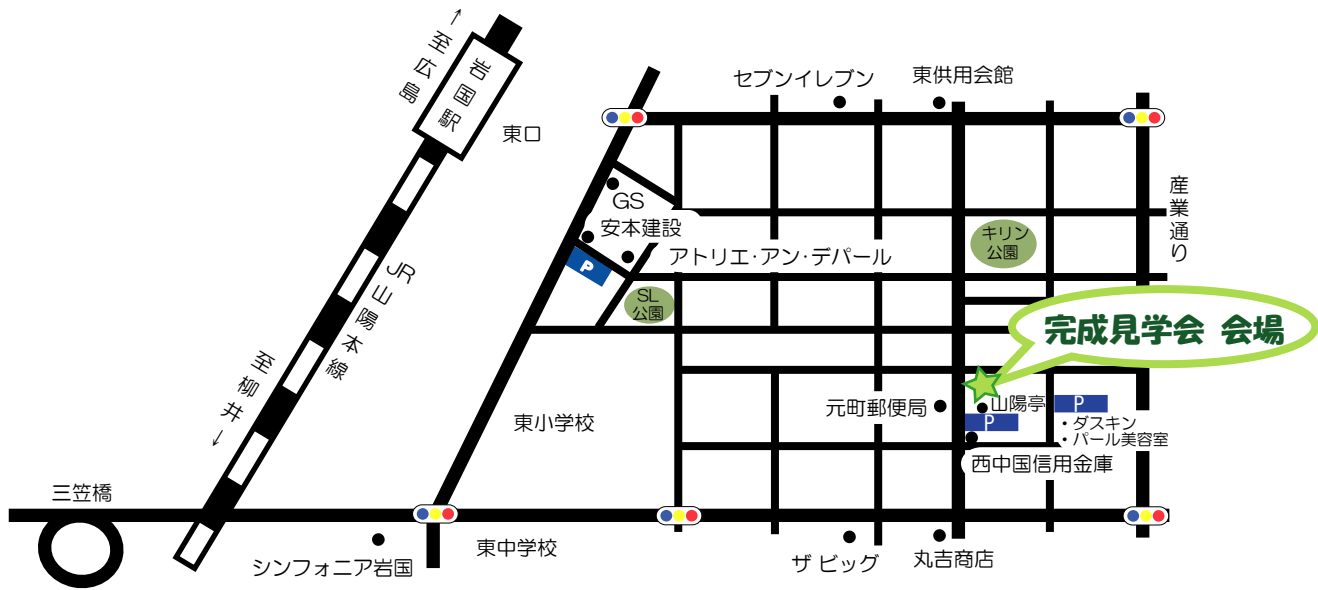 ↑至広島
岩国駅
東口
セブンイレブン
東供用会館
産業通り
GS
安本建設
アトリエ・アン・デパール
キリン
公園
P
SL
公園
JR山陽本線
完成見学会 会場
至柳井↓
元町郵便局
山陽亭
P
P
・ダスキン
・パール美容室
東小学校
西中国信用金庫
三笠橋
シンフォニア岩国
東中学校
ザ ビッグ
丸吉商店